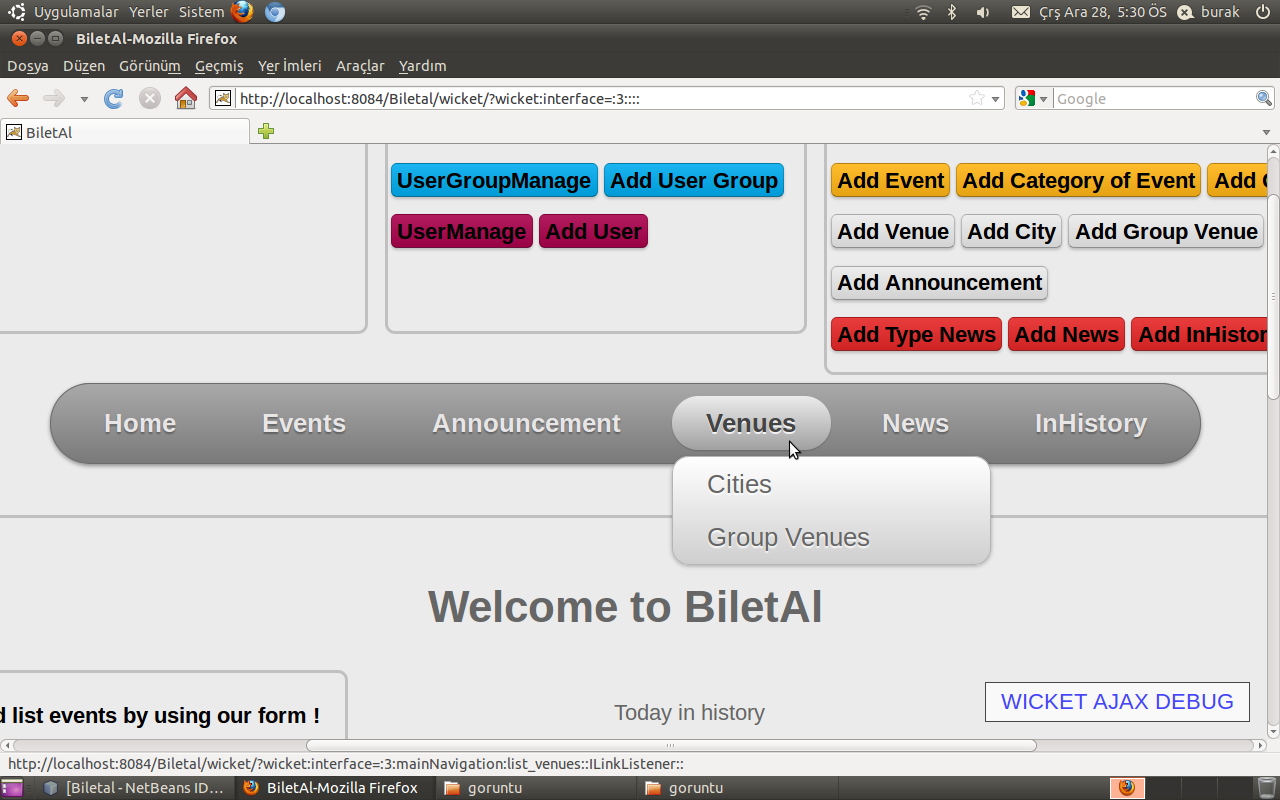 Uygulamalar Yerler Sistem
Çrş Ara 28, 5:30 ÖS burak
BiletAl-Mozilla Firefox
Dosya Düzen Görünüm Geçmiş Yer İmleri Araçlar Yardım
http://localhost:8084/Biletal/wicket/?wicket:interface=:3::::
Google
BiletAl
UserGroupManage Add User Group
UserManage Add User
Add Event Add Category of Event Add
Add Venue Add City Add Group Venue
Add Announcement
Add Type News Add News Add InHistor
Home Events Announcement Venues News InHistory
Cities
Group Venues
Welcome to BiletAl
list events by using our form !
Today in history
WICKET AJAX DEBUG
http://localhost:8084/Biletal/wicket/?wicket:interface=:3:mainNavigation:list_venues::ILinkListener::
[Biletal - NetBeans ID... BiletAl-Mozilla Firefox goruntu goruntu